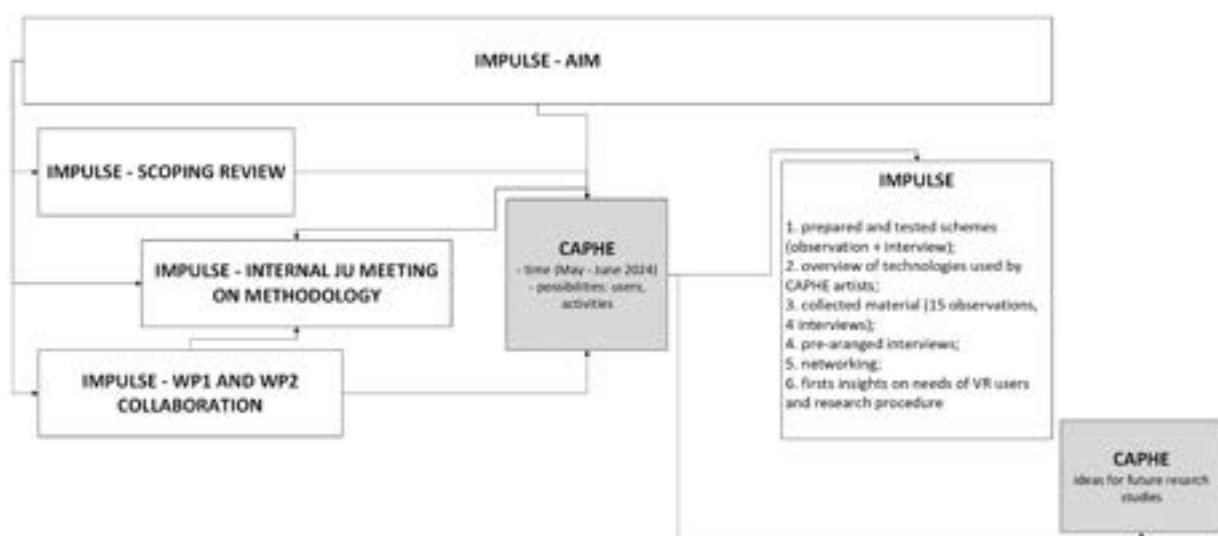 IMPULSE - AIM
IMPULSE - SCOPING REVIEW
IMPULSE - INTERNAL JU MEETING
ON METHODOLOGY
IMPULSE - WP1 AND WP2
COLLABORATION
CAPHE
- time (May - June 2024)
- possibilities: users,
activities
IMPULSE
1. prepared and tested schemes
(observation + interview);
2. overview of technologies used by
CAPHE artists;
3. collected material (15 observations,
4 interviews);
4. pre-aranged interviews;
5. networking;
6. firsts insights on needs of VR users
and research procedure
CAPHE
ideas for future resarch
studies